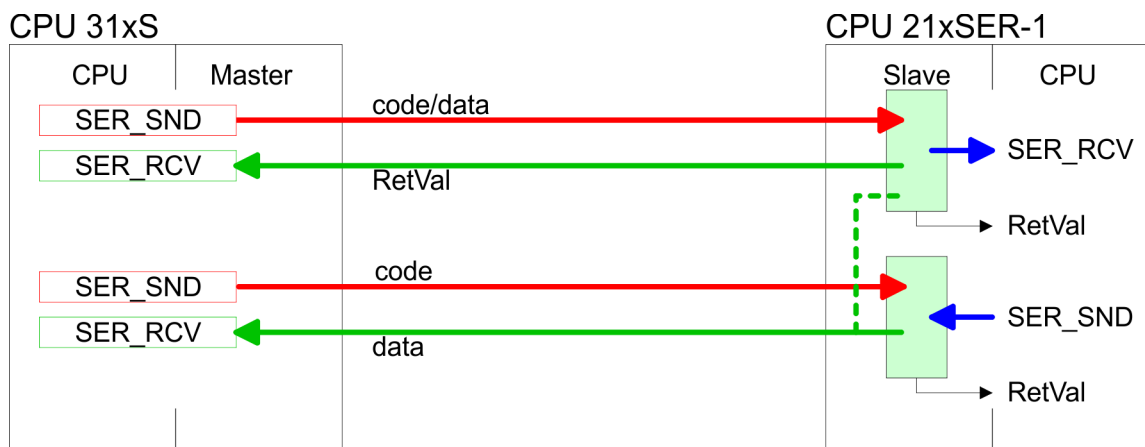 CPU 31xS
CPU 21xSER-1
CPU
Master
Slave
CPU
SER_SND
code/data
SER_RCV
SER_RCV
RetVal
RetVal
SER_SND
code
SER_SND
SER_RCV
data
RetVal